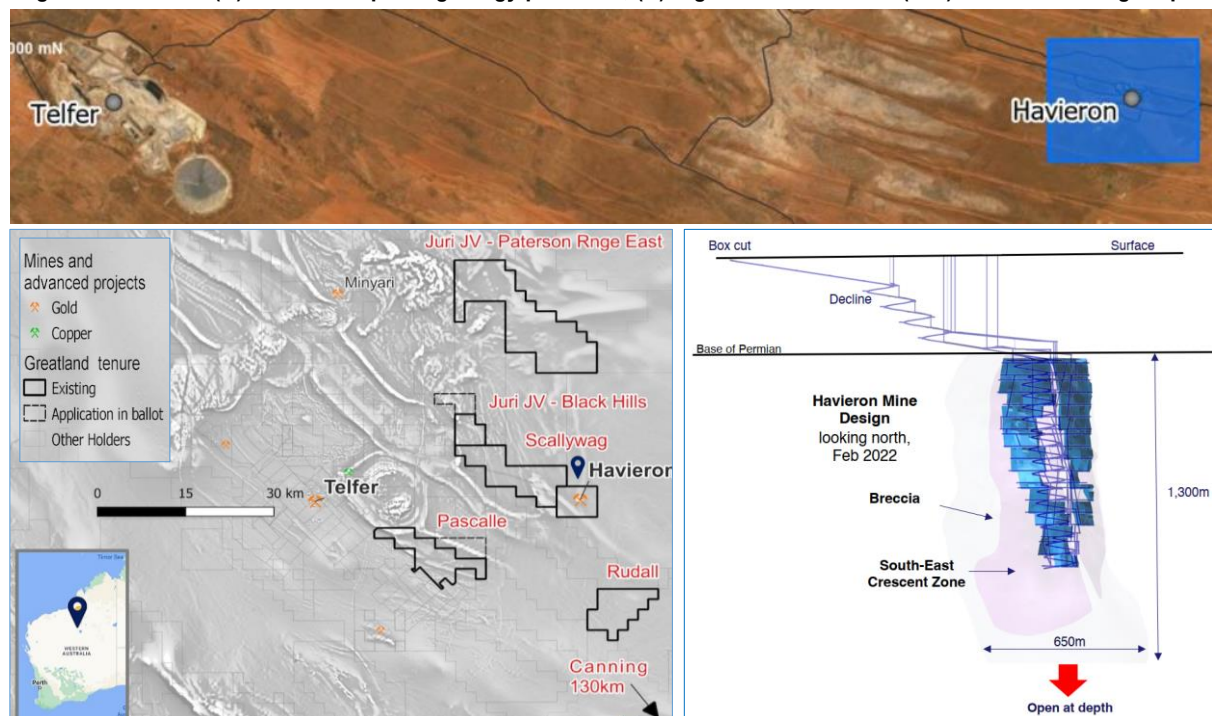 000 mN
Telfer
Havieron
Mines and
advanced projects
Gold
Copper
Greatland tenure
Existing
Application in ballot
Other Holders
0 15 30 km
Juri JV - Paterson Rnge East
Minyari
Juri JV - Black Hills
Scallywag
Havieron
Telfer
Pascalle
Rudall
Canning
130km
WESTERN
AUSTRALIA
Perth
Box cut
Surface
Decline
Base of Permian
Havieron Mine
Design
looking north,
Feb 2022
Breccia
1,300m
South-East
Crescent Zone
650m
Open at depth